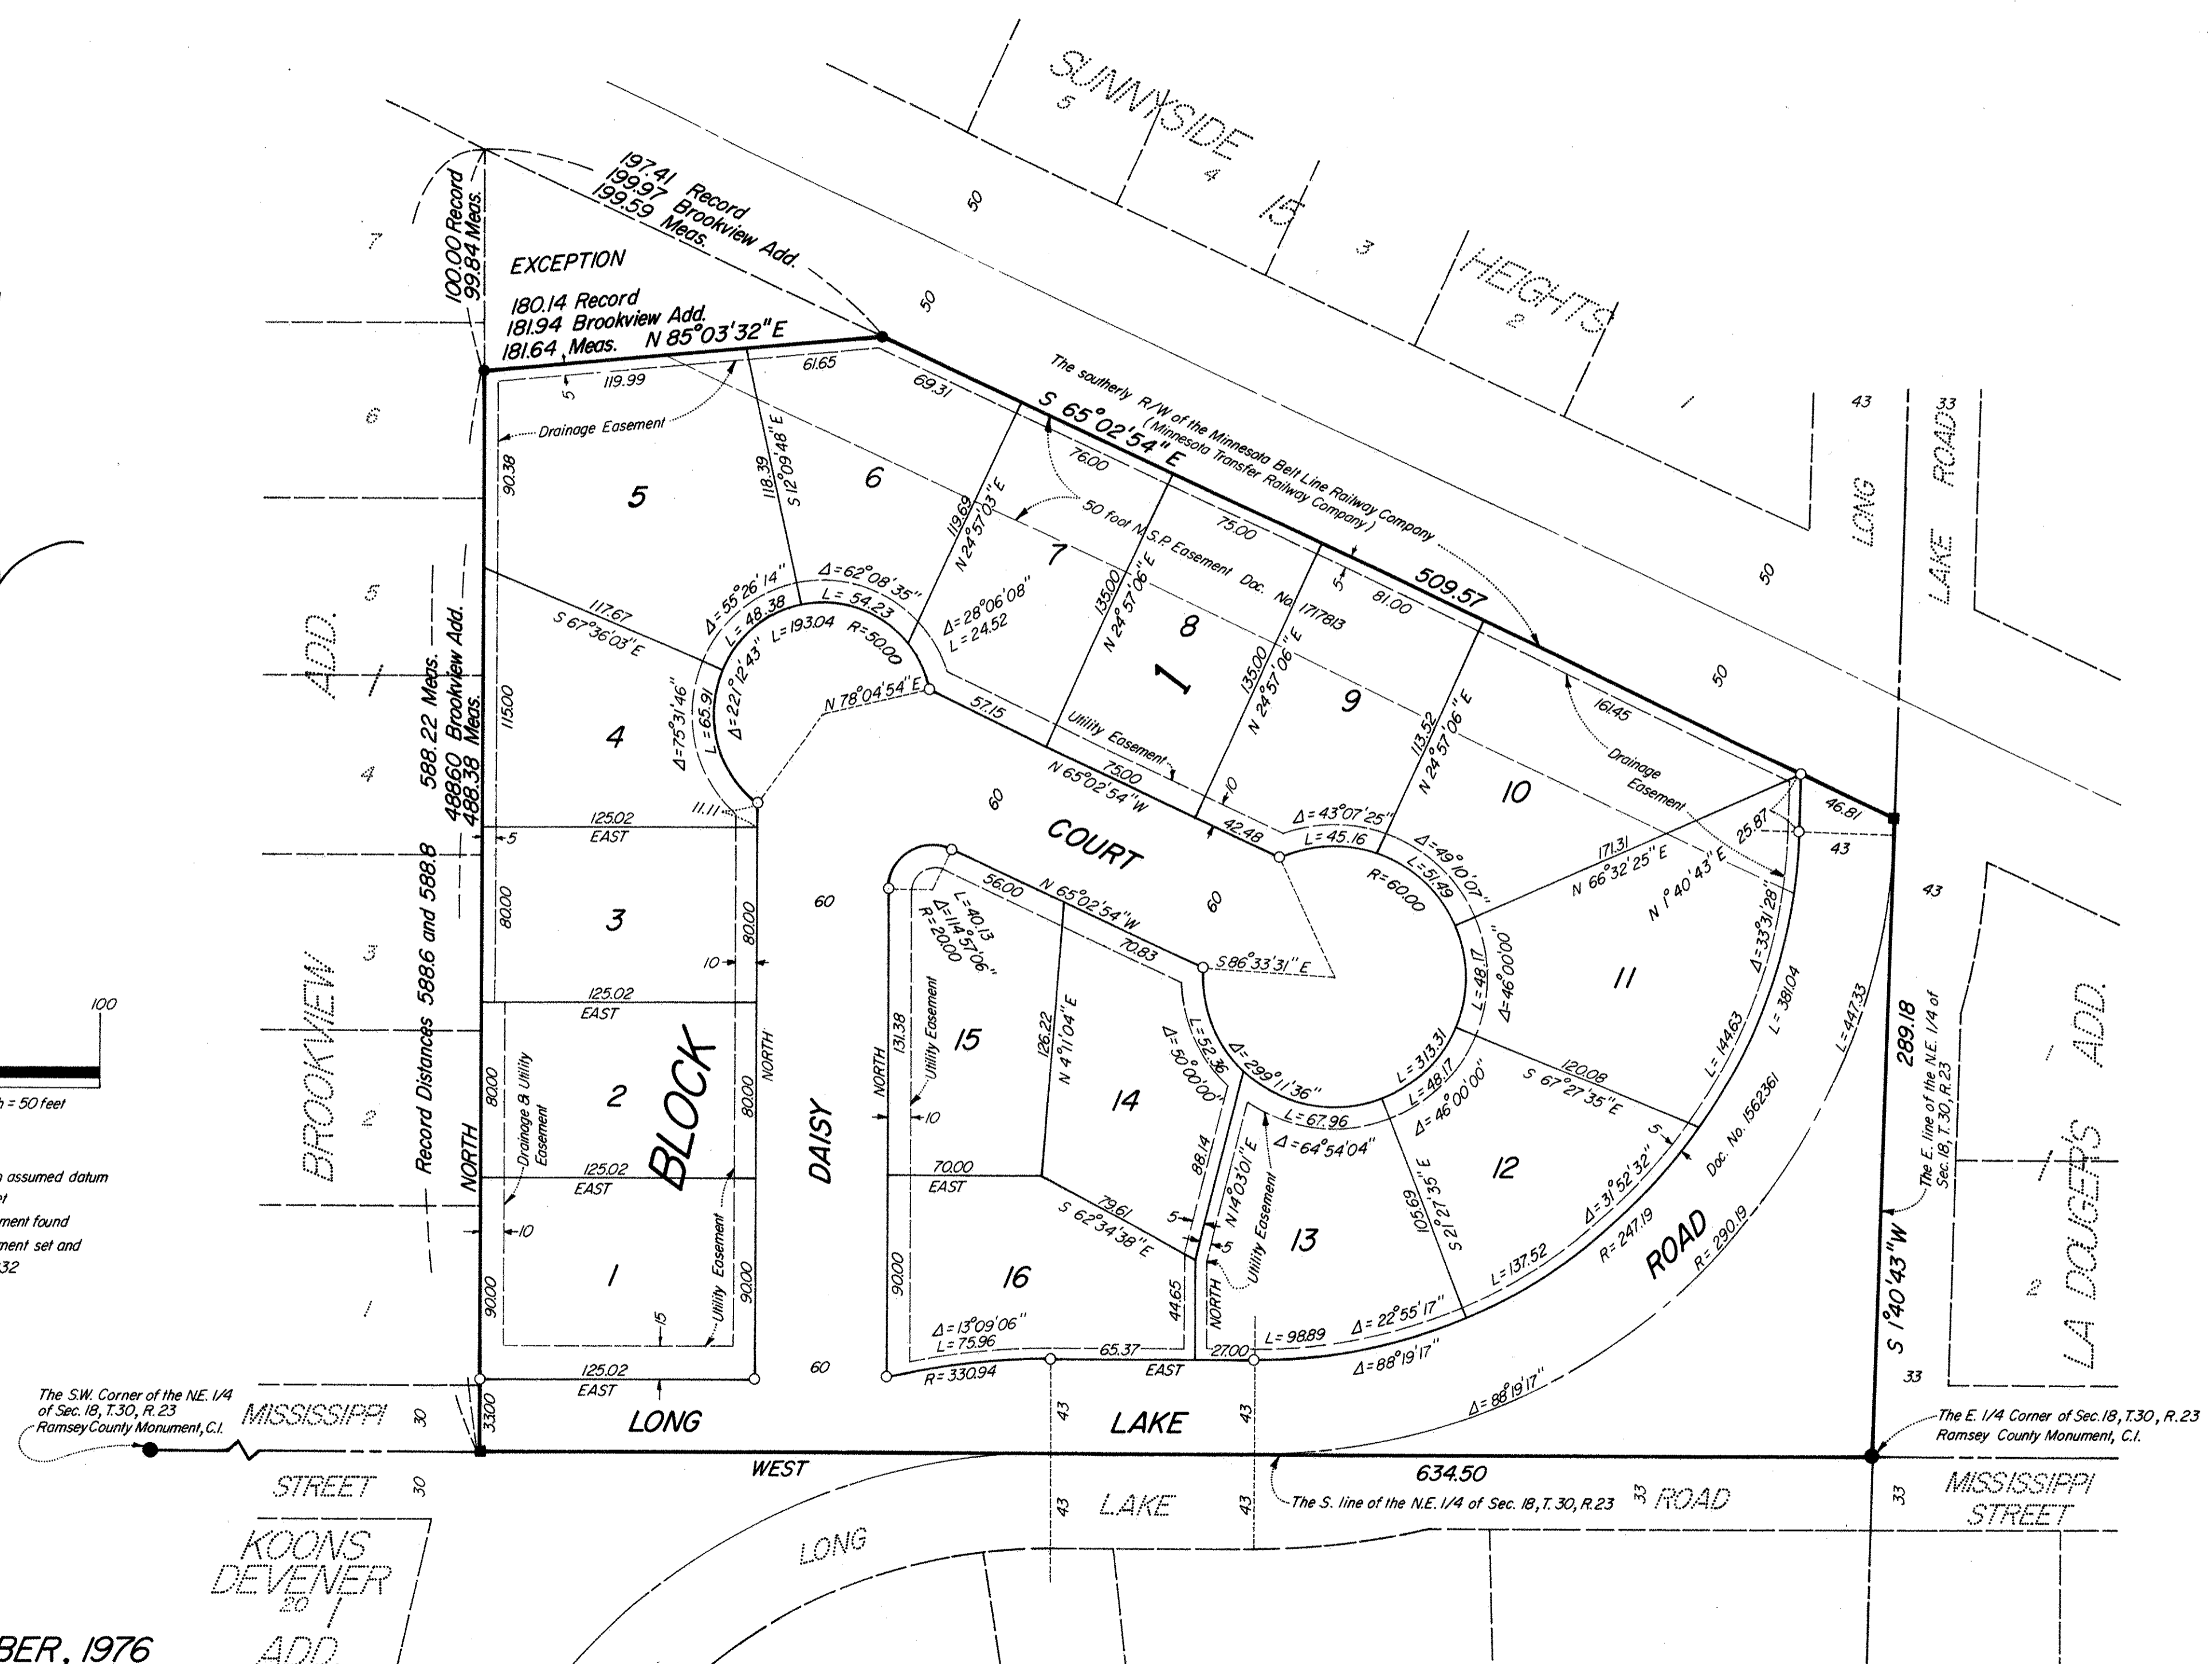 SUNNYSIDE
5
4
15
3
HEIGHTS
2
1
50
50
50
50
43
33
LONG
LAKE ROAD
197.41 Record
199.97 Brookview Add.
199.59 Meas.
100.00 Record
99.84 Meas.
EXCEPTION
180.14 Record
181.94 Brookview Add.
181.64 Meas. N 85°03'32" E
5
119.99
61.65
69.31
Drainage Easement
The southerly R/W of the Minnesota Belt Line Railway Company
(Minnesota Transfer Railway Company)
S 65°02'54" E
509.57
76.00
75.00
81.00
161.45
46.81
5
50 foot N.S.P. Easement Doc. No. 1717813
7
6
5
4
3
2
1
BROOKVIEW
ADD.
1
Record Distances 588.6 and 588.8
588.22 Meas.
488.60 Brookview Add.
488.38 Meas.
NORTH
90.38
115.00
80.00
80.00
90.00
33.00
5
118.39
S 12°09'48" E
6
119.69
N 24°57'03" E
7
135.00
N 24°57'06" E
8
1
135.00
N 24°57'06" E
9
113.52
N 24°57'06" E
10
Drainage
Easement
171.31
N 66°32'25" E
N 1°40'43" E
25.87
43
43
117.67
S 67°36'03" E
Δ=55°26'14"
L=48.38
Δ=62°08'35"
L=54.23
L=193.04
R=50.00
Δ=28°06'08"
L=24.52
Δ=75°31'46"
L=65.91
Δ=221°12'43"
N 78°04'54" E
57.15
Utility Easement
75.00
N 65°02'54" W
10
42.48
4
11.11
125.02
EAST
5
3
80.00
10
125.02
EAST
Drainage & Utility
Easement
2
80.00
BLOCK
NORTH
125.02
EAST
10
1
Utility Easement
90.00
15
125.02
EAST
60
COURT
60
60
DAISY
60
Δ=43°07'25"
L=45.16
Δ=49°10'07"
L=51.49
R=60.00
L=48.17
Δ=46°00'00"
56.00
N 65°02'54" W
70.83
S 86°33'31" E
L=40.13
Δ=114°57'06"
R=20.00
NORTH
131.38
Utility Easement
10
15
126.22
N 4°11'04" E
14
L=52.36
Δ=50°00'00"
Δ=299°11'36"
L=313.31
L=48.17
Δ=46°00'00"
L=67.96
Δ=64°54'04"
88.14
N 14°03'01" E
5
5
Utility Easement
70.00
EAST
79.61
S 62°34'38" E
16
90.00
44.65
NORTH
Δ=13°09'06"
L=75.96
R=330.94
65.37
EAST
27.00
11
Δ=33°31'28"
L=144.63
L=381.04
L=447.33
120.08
S 67°27'35" E
12
105.69
S 21°27'35" E
13
5
Δ=31°52'32"
L=137.52
R=247.19
Doc. No. 1562361
ROAD
R=290.19
L=98.89
Δ=22°55'17"
Δ=88°19'17"
Δ=88°19'17"
289.18
The E. line of the N.E. 1/4 of
Sec. 18, T.30, R.23
S 1°40'43" W
LA DOUGER'S ADD.
1
1
2
33
100
= 50 feet
assumed datum
ment found
ment set and
32
The S.W. Corner of the N.E. 1/4
of Sec. 18, T.30, R.23
Ramsey County Monument, C.I.
MISSISSIPPI
STREET
30
30
LONG
LAKE
43
43
WEST
634.50
The S. line of the N.E. 1/4 of Sec. 18, T.30, R.23
LONG
LAKE
43
43
33
ROAD
The E. 1/4 Corner of Sec. 18, T.30, R.23
Ramsey County Monument, C.I.
33
MISSISSIPPI
STREET
KOONS
DEVENER
20
1
ADD.
BER, 1976